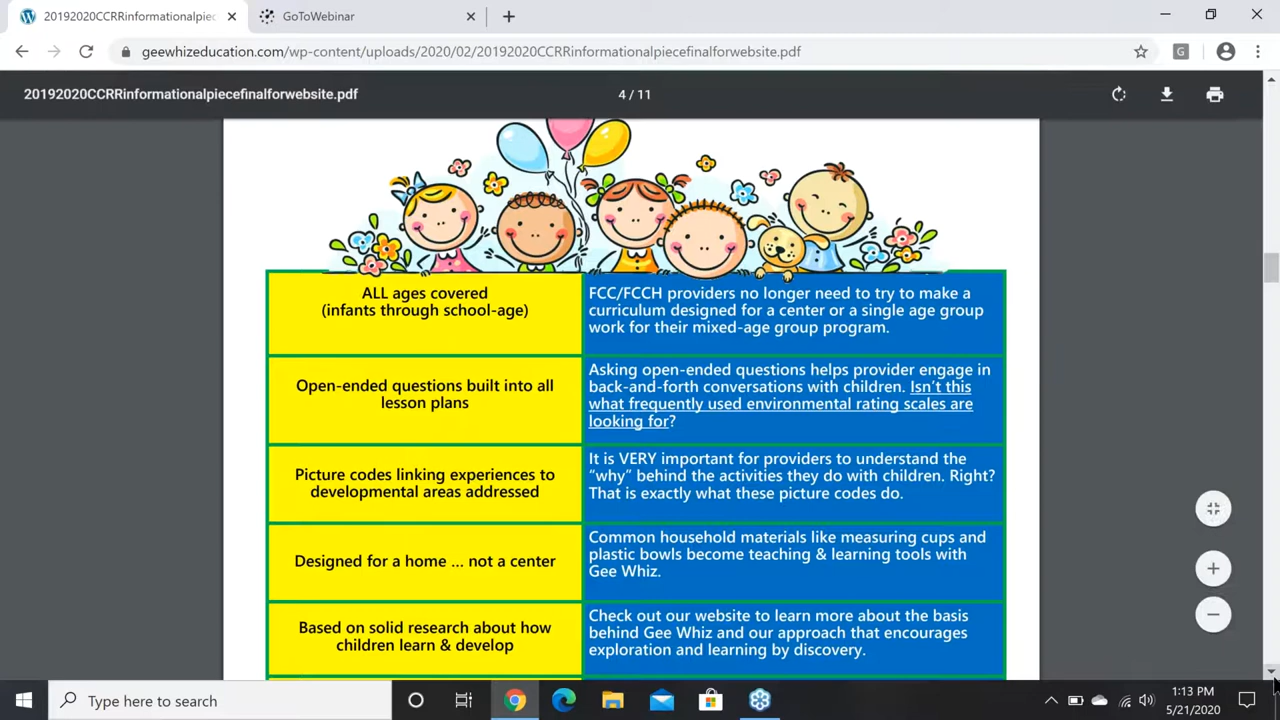 20192020CCRRinformationalpiec
GoToWebinar
geewhizeducation.com/wp-content/uploads/2020/02/20192020CCRRinformationalpiecefinalforwebsite.pdf
G
20192020CCRRinformationalpiecefinalforwebsite.pdf
4 / 11
ALL ages covered
(infants through school-age)
FCC/FCCH providers no longer need to try to make a
curriculum designed for a center or a single age group
work for their mixed-age group program.
Open-ended questions built into all
lesson plans
Asking open-ended questions helps provider engage in
back-and-forth conversations with children. Isn't this
what frequently used environmental rating scales are
looking for?
Picture codes linking experiences to
developmental areas addressed
It is VERY important for providers to understand the
“why” behind the activities they do with children. Right?
That is exactly what these picture codes do.
Designed for a home ... not a center
Common household materials like measuring cups and
plastic bowls become teaching & learning tools with
Gee Whiz.
Based on solid research about how
children learn & develop
Check out our website to learn more about the basis
behind Gee Whiz and our approach that encourages
exploration and learning by discovery.
Type here to search
1:13 PM
5/21/2020